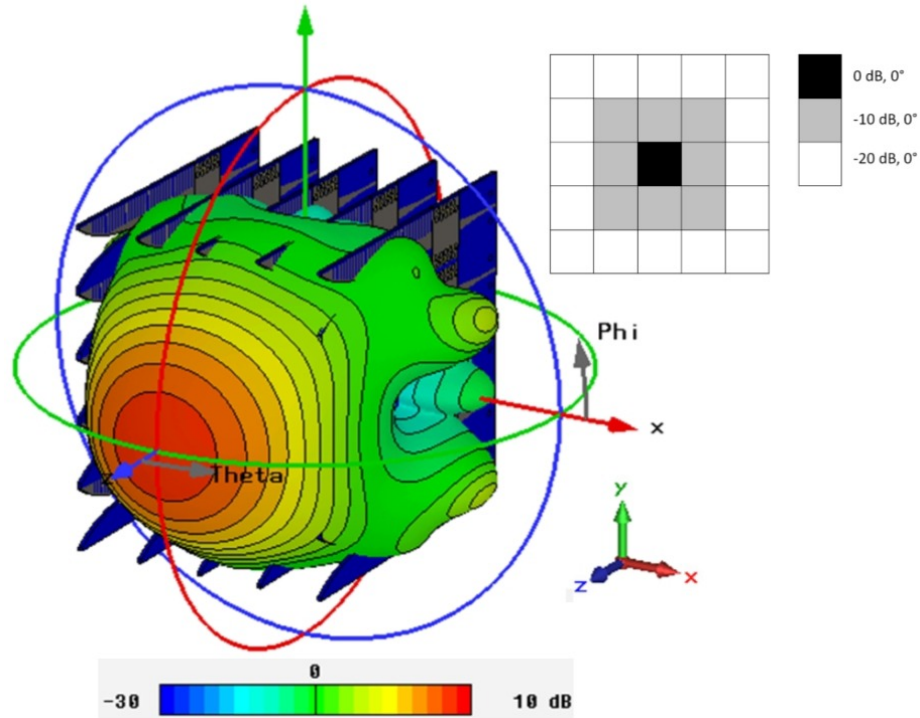 0 dB, 0°
-10 dB, 0°
-20 dB, 0°
Phi
x
z
Theta
y
z
x
0
-30
10 dB